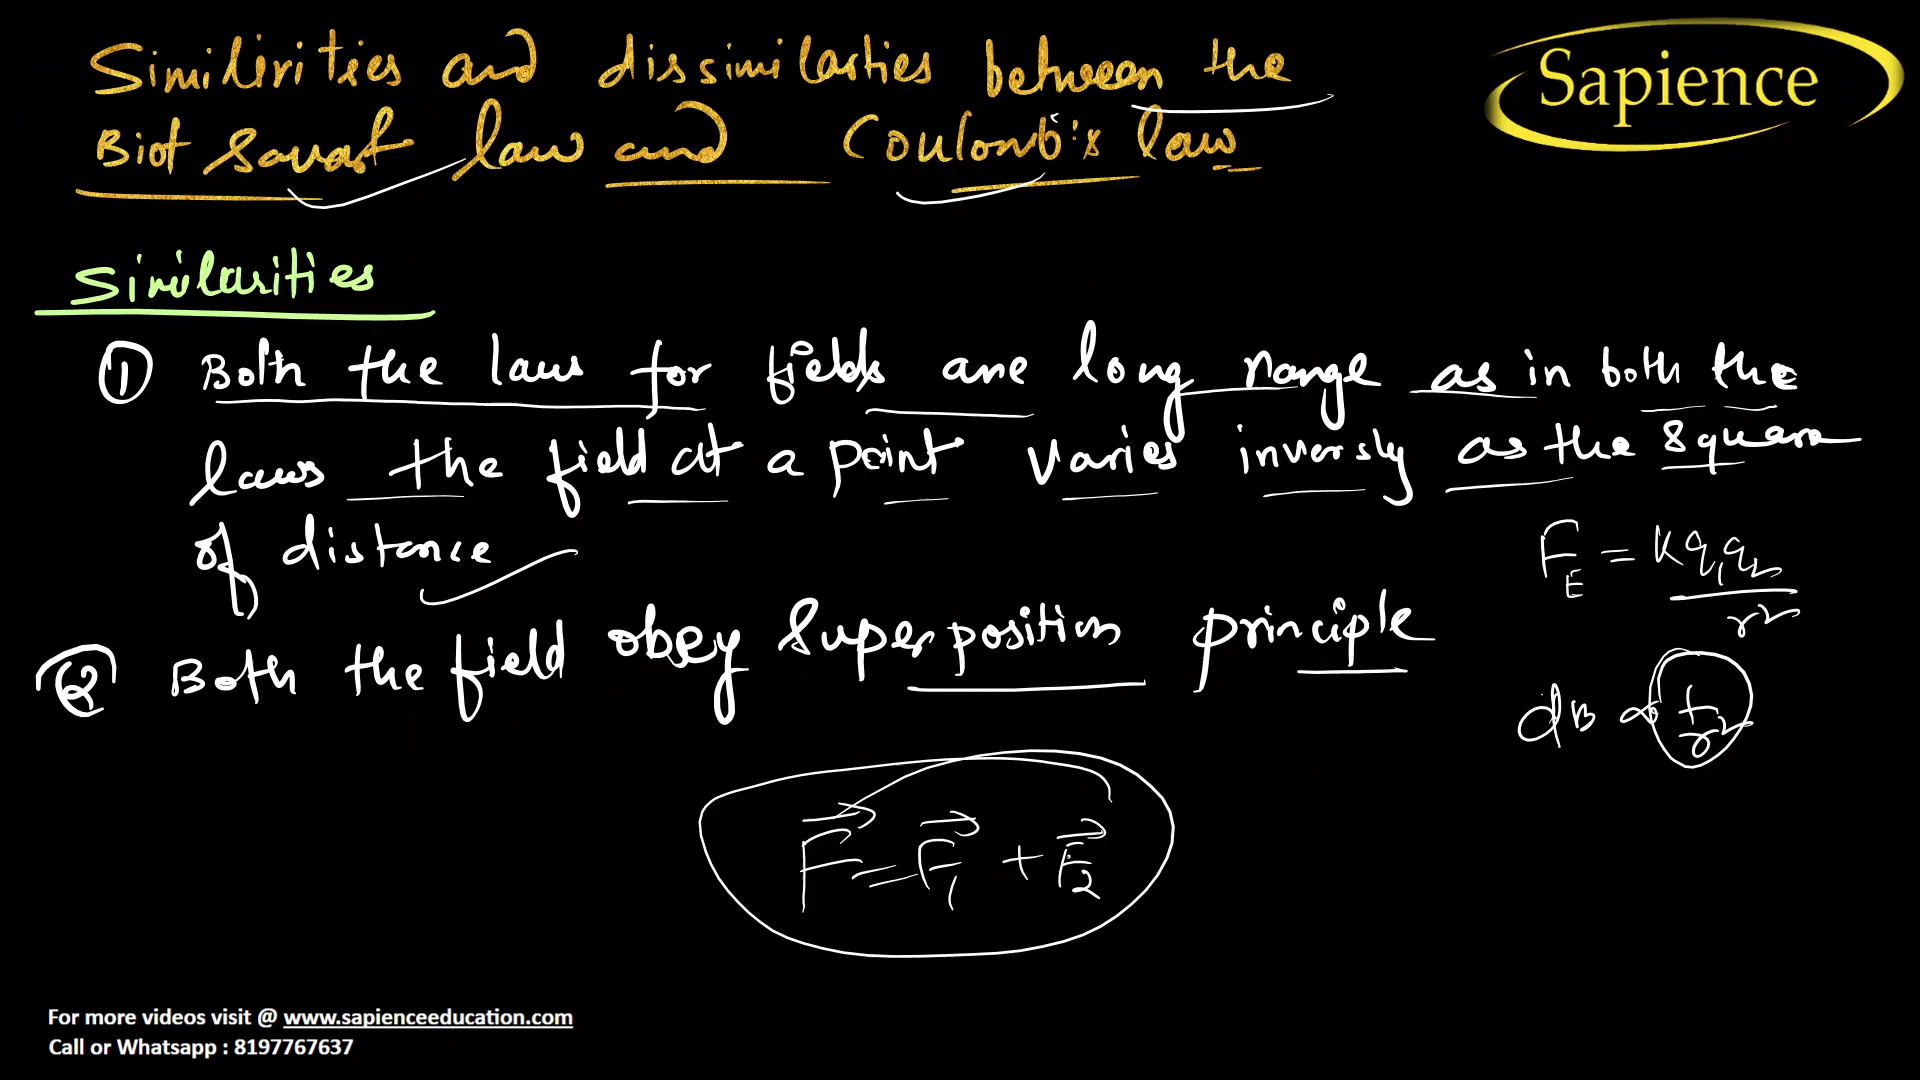 Similirities and dissimilarties between the
Sapience
Biot Savart law and Coulomb's law
Similarities
① Both the laws for fields are long range as in both the
laws the field at a point varies inversly as the square
of distance
F_E = Kq₁q₂/r²
② Both the field obey Superposition principle
dB ∝ 1/r²
F⃗ = F⃗₁ + F⃗₂
For more videos visit @ www.sapienceeducation.com
Call or Whatsapp : 8197767637